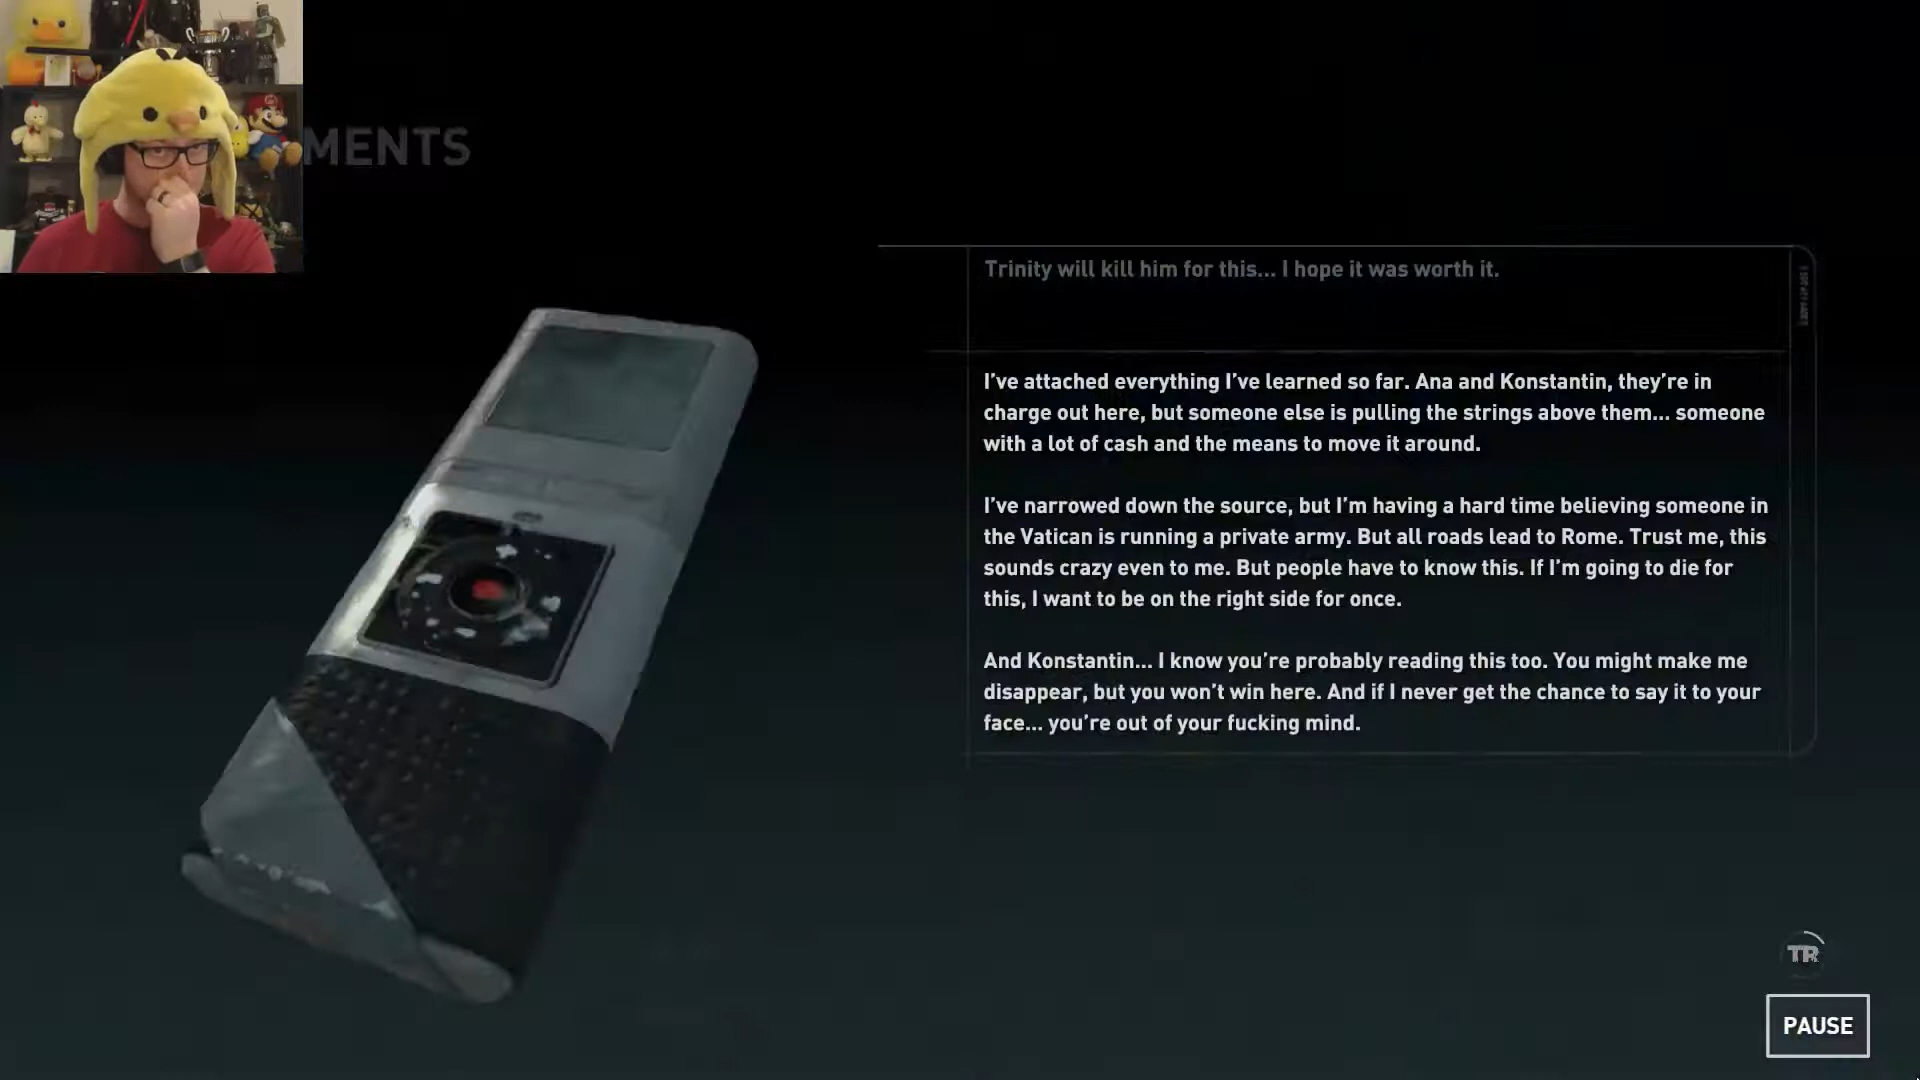 MENTS
Trinity will kill him for this... I hope it was worth it.
I've attached everything I've learned so far. Ana and Konstantin, they're in
charge out here, but someone else is pulling the strings above them... someone
with a lot of cash and the means to move it around.
I've narrowed down the source, but I'm having a hard time believing someone in
the Vatican is running a private army. But all roads lead to Rome. Trust me, this
sounds crazy even to me. But people have to know this. If I'm going to die for
this, I want to be on the right side for once.
And Konstantin... I know you're probably reading this too. You might make me
disappear, but you won't win here. And if I never get the chance to say it to your
face... you're out of your fucking mind.
TR
PAUSE